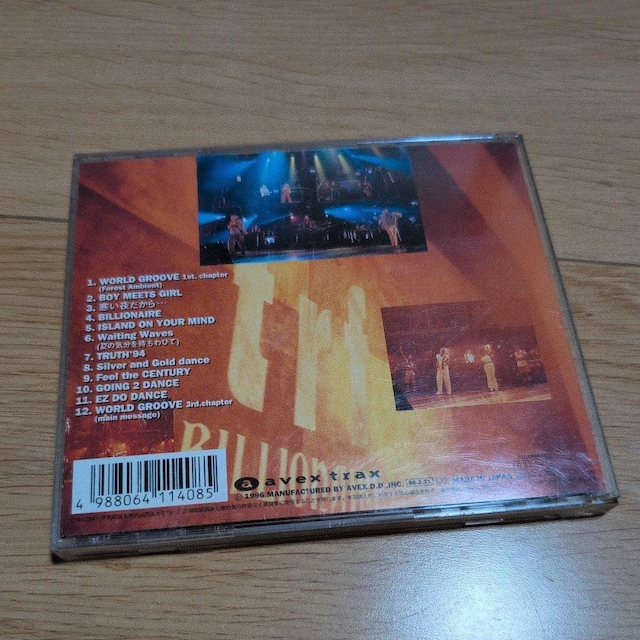 1. WORLD GROOVE 1st. chapter
(Forest Ambient)
2. BOY MEETS GIRL
3. 寒い夜だから…
4. BILLIONAIRE
5. ISLAND ON YOUR MIND
6. Waiting Waves
(夏の気分を待ちわびて)
7. TRUTH'94
8. Silver and Gold dance
9. Feel the CENTURY
10. GOING 2 DANCE
11. EZ DO DANCE
12. WORLD GROOVE 3rd.chapter
(main message)
trf
4 988064 114085
a avex trax
1996 MANUFACTURED BY AVEX D.D.,INC.
MADE IN JAPAN